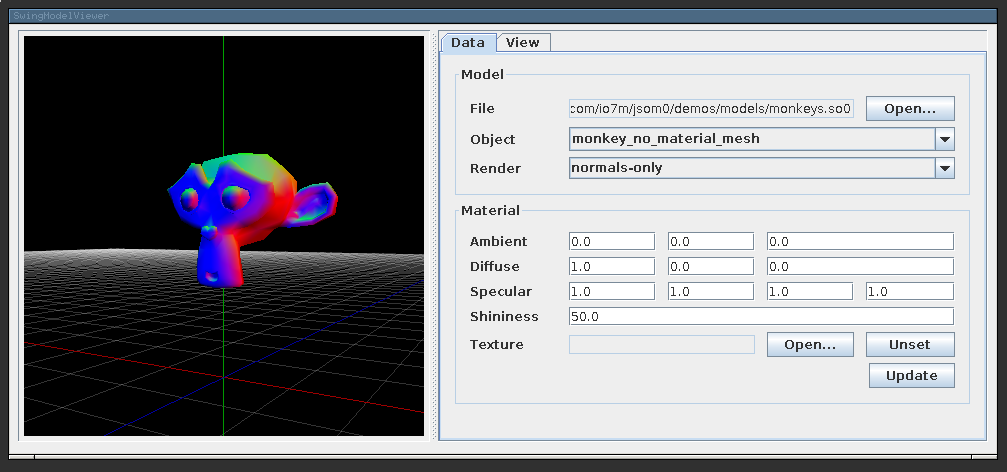 SwingModelViewer
Data View
Model
File com/io7m/jsom0/demos/models/monkeys.so0 Open...
Object monkey_no_material_mesh
Render normals-only
Material
Ambient 0.0 0.0 0.0
Diffuse 1.0 0.0 0.0
Specular 1.0 1.0 1.0 1.0
Shininess 50.0
Texture Open... Unset
Update